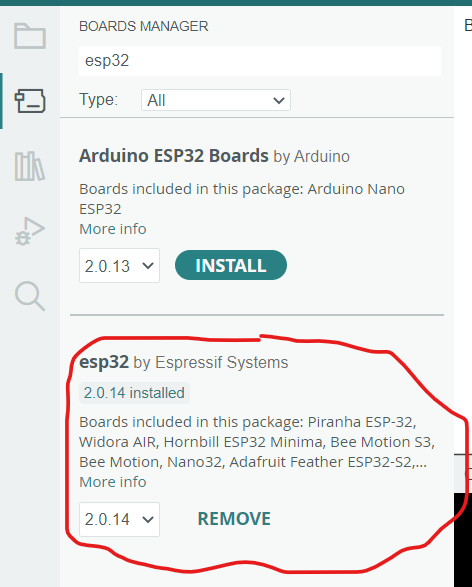 BOARDS MANAGER
esp32
Type: All
Arduino ESP32 Boards by Arduino
Boards included in this package: Arduino Nano
ESP32
More info
2.0.13 INSTALL
esp32 by Espressif Systems
2.0.14 installed
Boards included in this package: Piranha ESP-32,
Widora AIR, Hornbill ESP32 Minima, Bee Motion S3,
Bee Motion, Nano32, Adafruit Feather ESP32-S2,...
More info
2.0.14 REMOVE